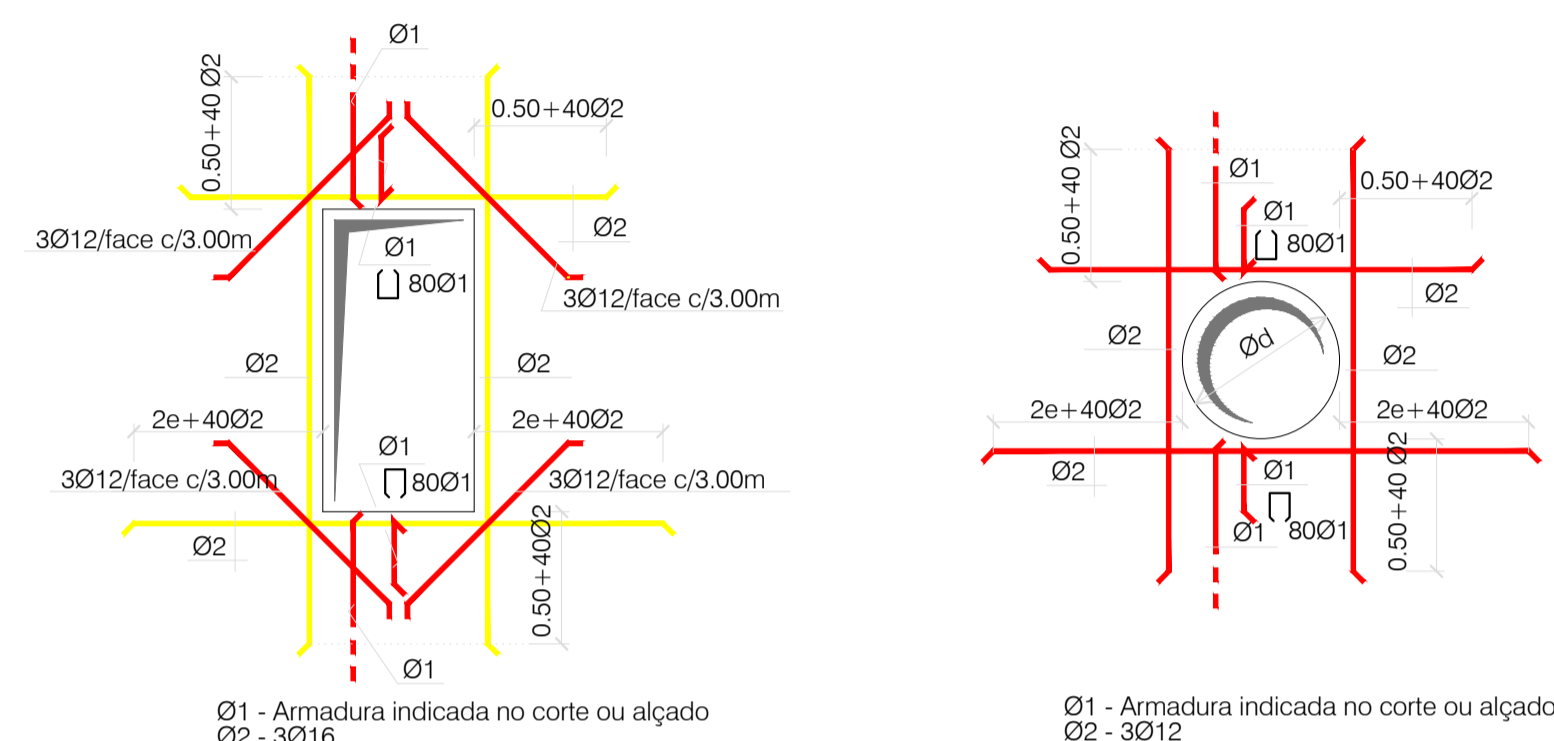 Ø1
0.50+40 Ø2
0.50+40Ø2
3Ø12/face c/3.00m
Ø2
Ø1
80Ø1
3Ø12/face c/3.00m
Ø2
Ø2
2e+40Ø2
2e+40Ø2
Ø1
80Ø1
3Ø12/face c/3.00m
3Ø12/face c/3.00m
Ø2
0.50+40Ø2
Ø1
Ø1 - Armadura indicada no corte ou alçado
Ø2 - 3Ø16
0.50+40 Ø2
Ø1
0.50+40Ø2
Ø1
80Ø1
Ø2
Ø2
Ød
Ø2
2e+40Ø2
2e+40Ø2
Ø2
Ø1
0.50+40 Ø2
Ø1
80Ø1
Ø1 - Armadura indicada no corte ou alçado
Ø2 - 3Ø12